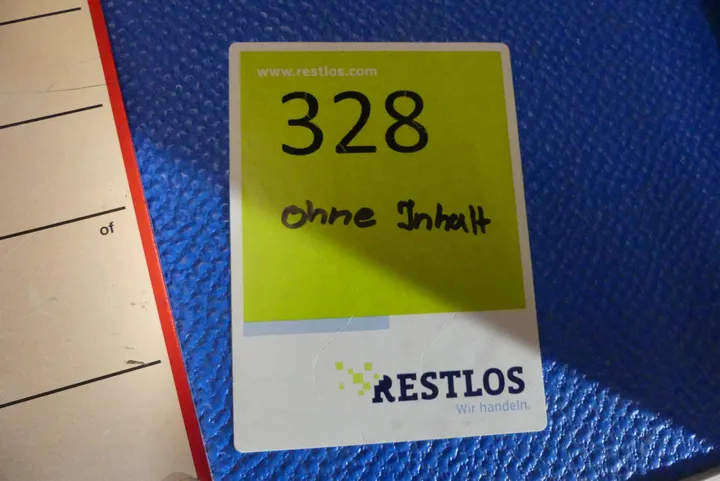 of
www.restlos.com
328
ohne Inhalt
RESTLOS
Wir handeln.